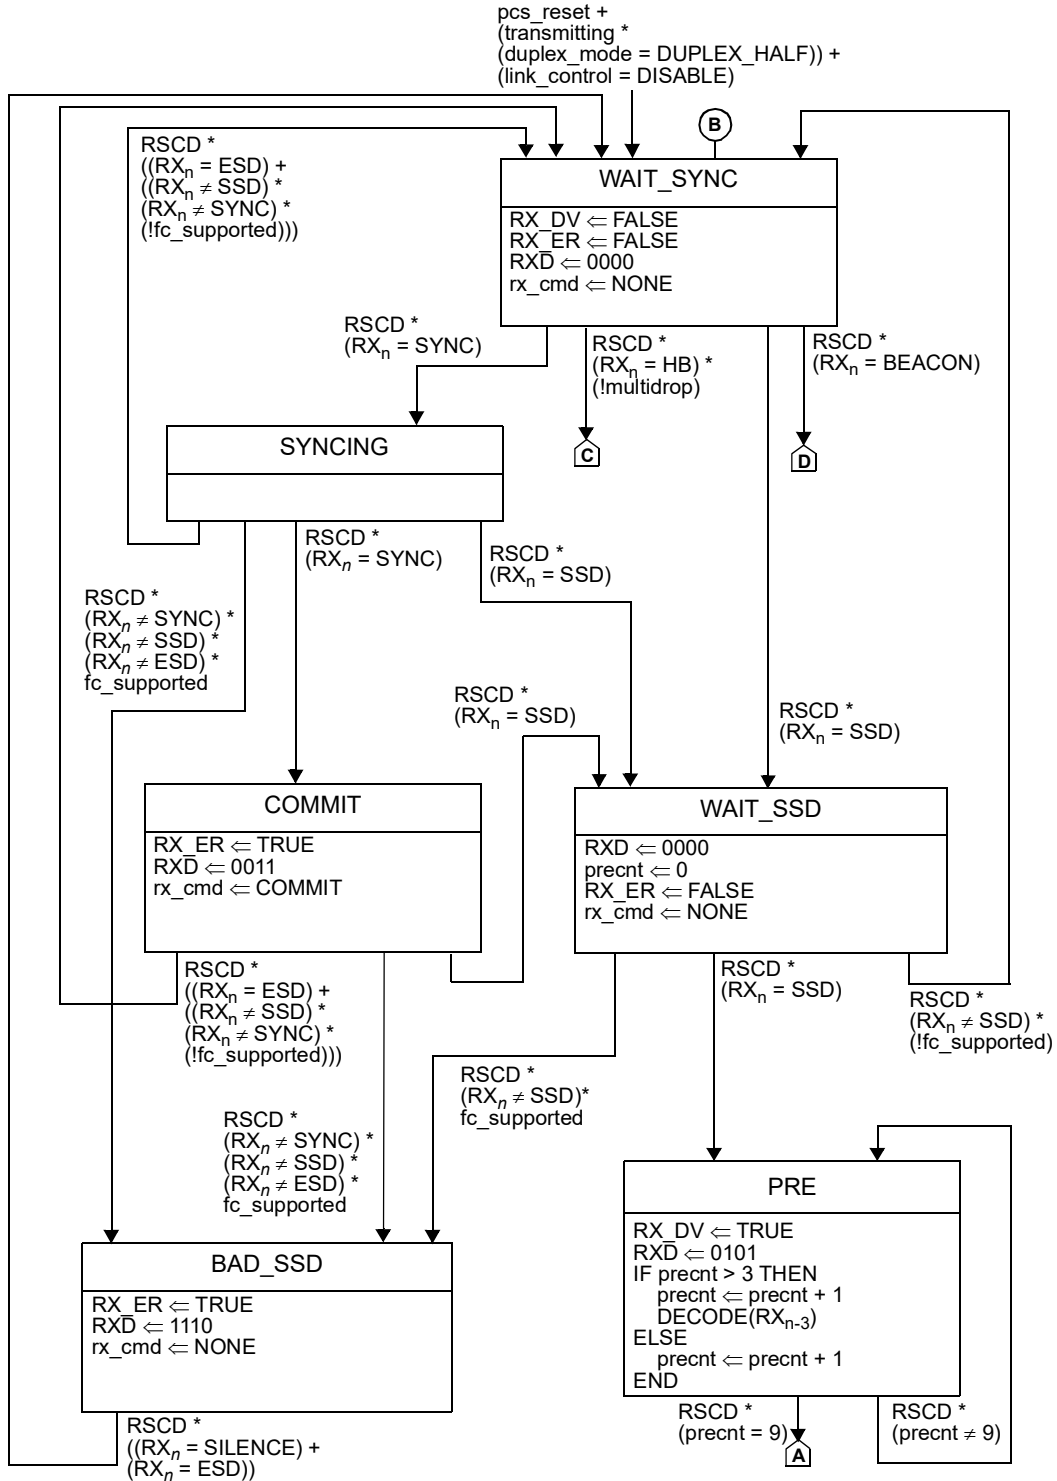 pcs_reset +
(transmitting *
(duplex_mode = DUPLEX_HALF)) +
(link_control = DISABLE)
B
RSCD *
((RXn = ESD) +
((RXn ≠ SSD) *
(RXn ≠ SYNC) *
(!fc_supported)))
WAIT_SYNC
RX_DV ⇐ FALSE
RX_ER ⇐ FALSE
RXD ⇐ 0000
rx_cmd ⇐ NONE
RSCD *
(RXn = SYNC)
RSCD *
(RXn = HB) *
(!multidrop)
RSCD *
(RXn = BEACON)
C
D
SYNCING
RSCD *
(RXn = SYNC)
RSCD *
(RXn = SSD)
RSCD *
(RXn ≠ SYNC) *
(RXn ≠ SSD) *
(RXn ≠ ESD) *
fc_supported
RSCD *
(RXn = SSD)
RSCD *
(RXn = SSD)
COMMIT
RX_ER ⇐ TRUE
RXD ⇐ 0011
rx_cmd ⇐ COMMIT
WAIT_SSD
RXD ⇐ 0000
precnt ⇐ 0
RX_ER ⇐ FALSE
rx_cmd ⇐ NONE
RSCD *
((RXn = ESD) +
((RXn ≠ SSD) *
(RXn ≠ SYNC) *
(!fc_supported)))
RSCD *
(RXn = SSD)
RSCD *
(RXn ≠ SSD) *
(!fc_supported)
RSCD *
(RXn ≠ SSD)*
fc_supported
RSCD *
(RXn ≠ SYNC) *
(RXn ≠ SSD) *
(RXn ≠ ESD) *
fc_supported
PRE
RX_DV ⇐ TRUE
RXD ⇐ 0101
IF precnt > 3 THEN
precnt ⇐ precnt + 1
DECODE(RXn-3)
ELSE
precnt ⇐ precnt + 1
END
BAD_SSD
RX_ER ⇐ TRUE
RXD ⇐ 1110
rx_cmd ⇐ NONE
RSCD *
(precnt = 9)
A
RSCD *
(precnt ≠ 9)
RSCD *
((RXn = SILENCE) +
(RXn = ESD))